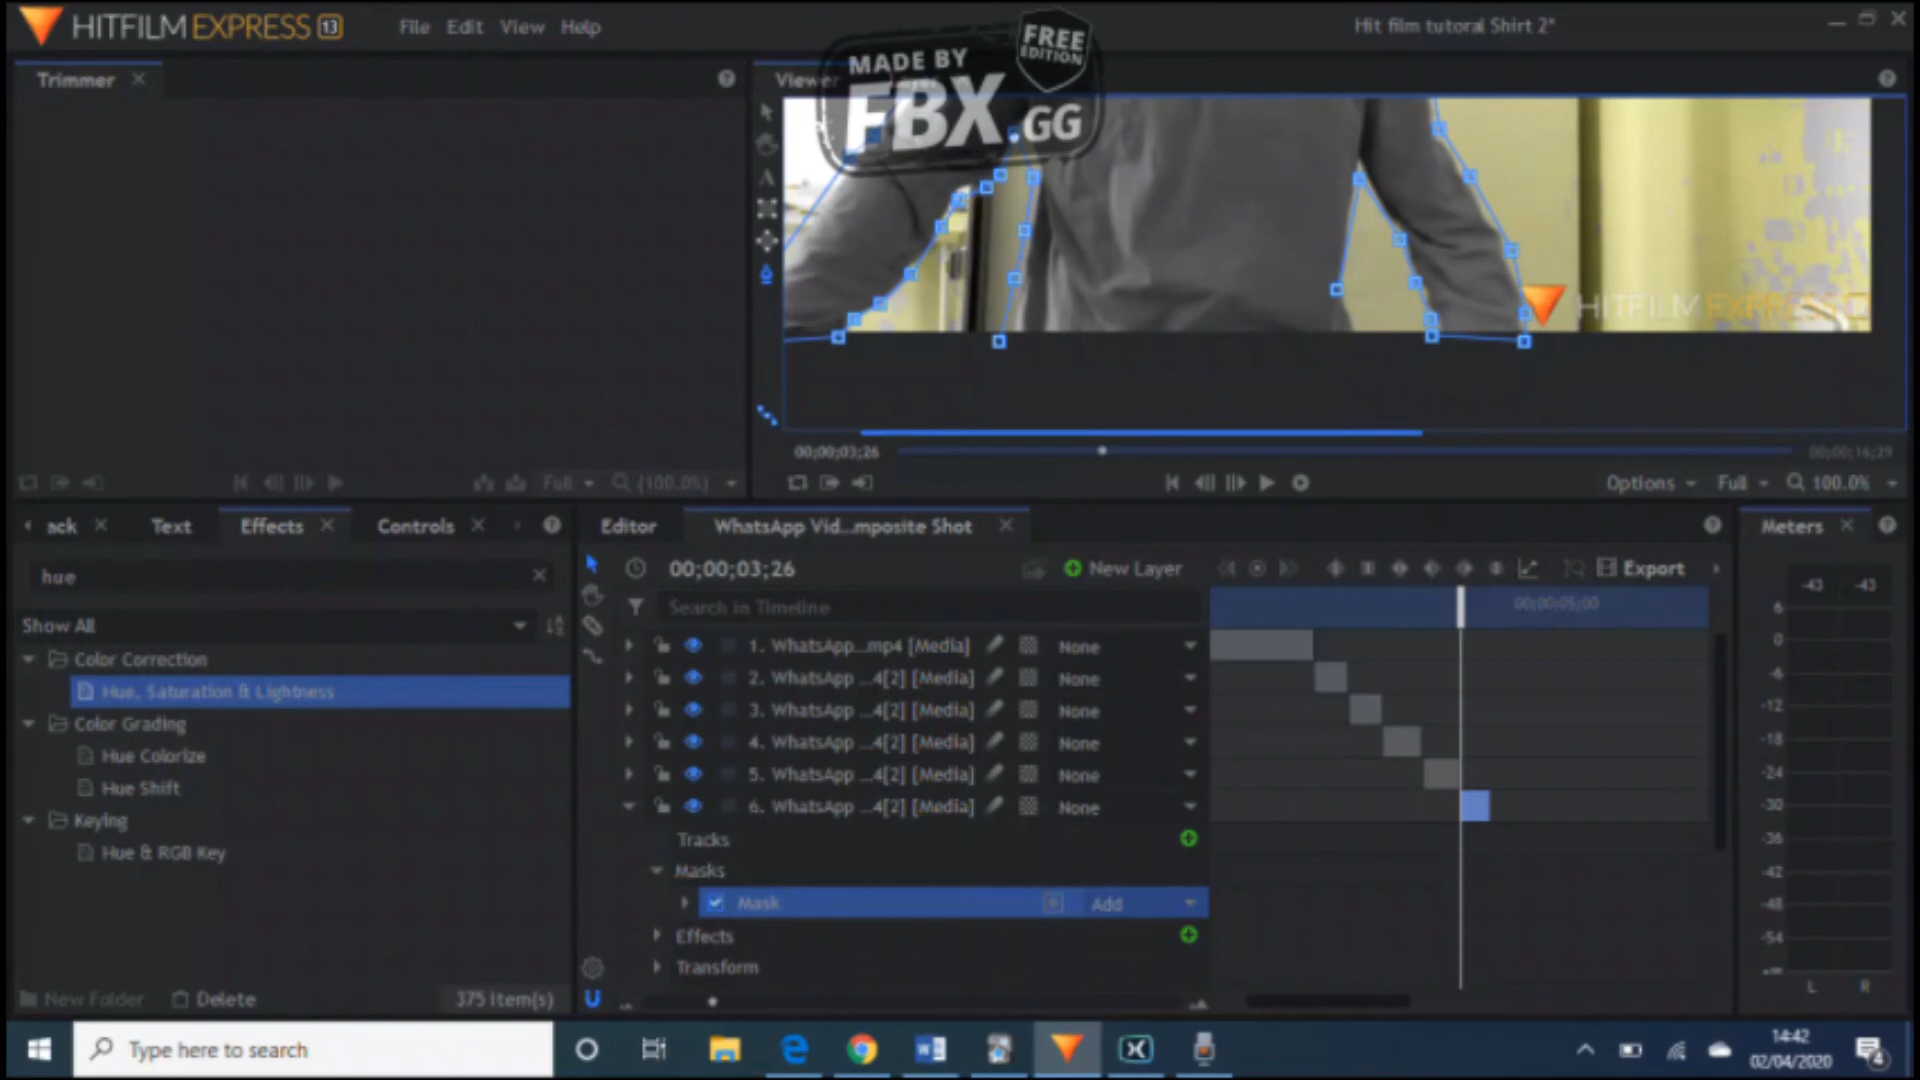 HITFILM EXPRESS 13
File Edit View Help
Hit film tutoral Shirt 2*
MADE BY
FBX.GG
FREE
EDITION
Trimmer
Viewer
HITFILM EXPRESS
00;00;03;26
00;00;16;29
Full (100.0%)
Options Full 100.0%
ack Text Effects Controls
hue
Show All
Color Correction
Hue, Saturation & Lightness
Color Grading
Hue Colorize
Hue Shift
Keying
Hue & RGB Key
New Folder Delete 375 item(s)
Editor WhatsApp Vid...mposite Shot
00;00;03;26 New Layer Export
Search in Timeline
00;00;05;00
1. WhatsApp...mp4 [Media] None
2. WhatsApp ...4[2] [Media] None
3. WhatsApp ...4[2] [Media] None
4. WhatsApp ...4[2] [Media] None
5. WhatsApp ...4[2] [Media] None
6. WhatsApp ...4[2] [Media] None
Tracks
Masks
Mask Add
Effects
Transform
Meters
-43 -43
6
0
-6
-12
-18
-24
-30
-36
-42
-48
-54
-∞
L R
Type here to search
14:42
02/04/2020
4